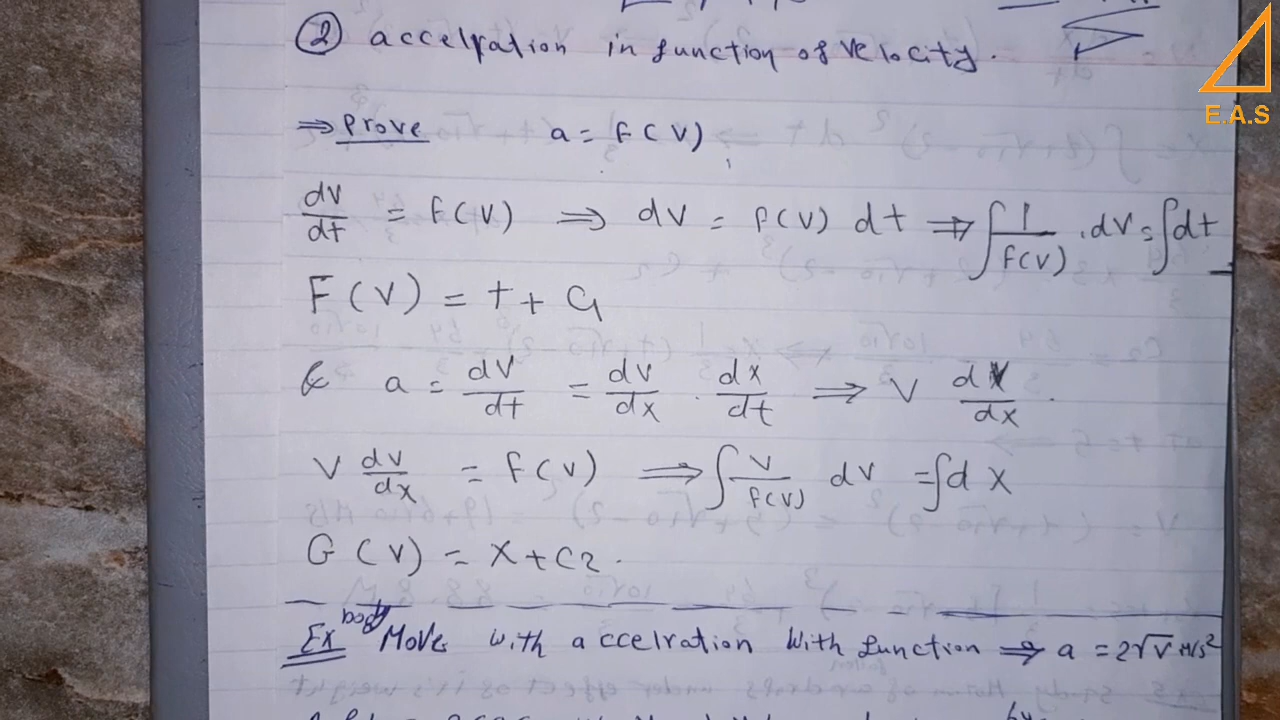 ② accelration in function of velocity.
⇒ Prove a = f(v)
dv/dt = f(v) ⇒ dv = f(v) dt ⇒ ∫ 1/f(v) . dv = ∫dt
F(v) = t + C1
& a = dv/dt = dv/dx . dx/dt ⇒ v dv/dx .
v dv/dx = f(v) ⇒ ∫ v/f(v) dv = ∫d x
G(v) = x + C2 .
Ex body Move with accelration with function ⇒ a = 2√v M/s²
E.A.S